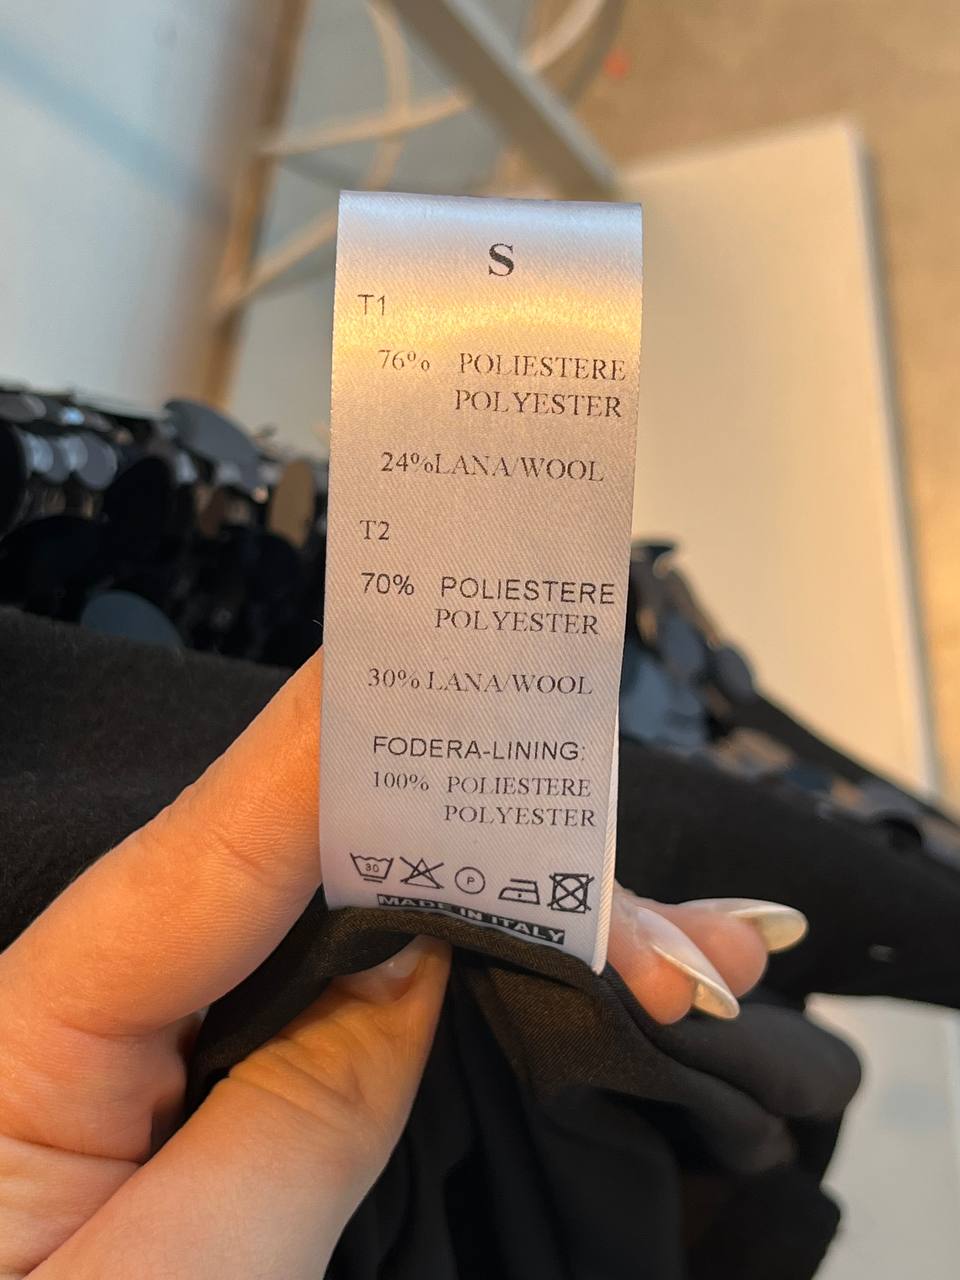 S
T1
76% POLIESTERE
POLYESTER
24%LANA/WOOL
T2
70% POLIESTERE
POLYESTER
30% LANA/WOOL
FODERA-LINING:
100% POLIESTERE
POLYESTER
30 P
MADE IN ITALY